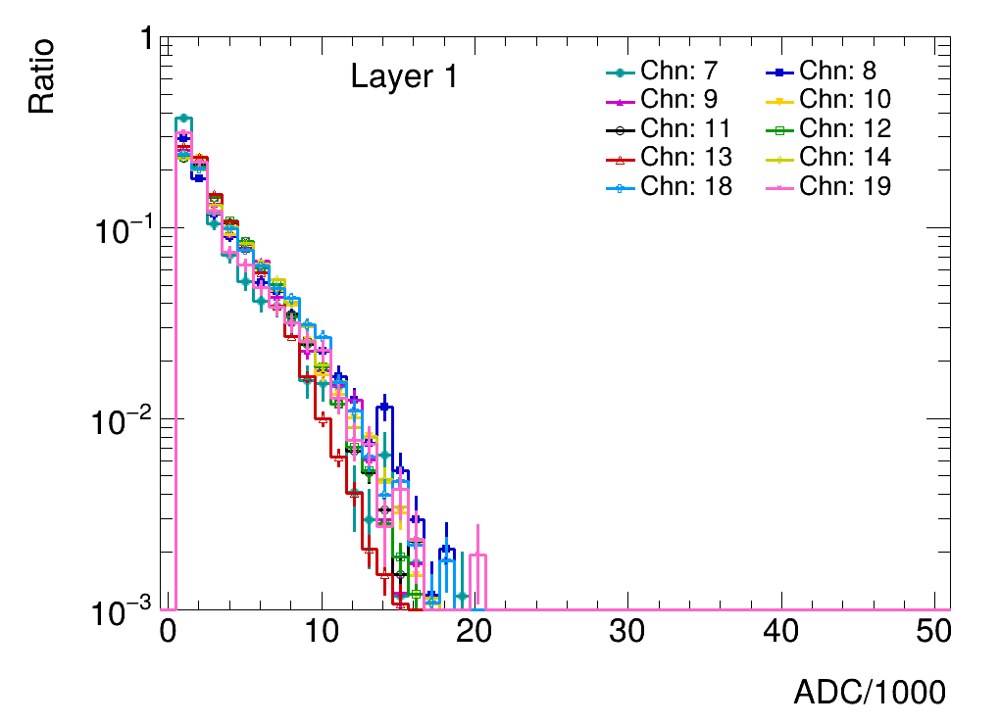 1
Ratio
Layer 1
Chn: 7
Chn: 8
Chn: 9
Chn: 10
Chn: 11
Chn: 12
Chn: 13
Chn: 14
Chn: 18
Chn: 19
10⁻¹
10⁻²
10⁻³
0 10 20 30 40 50
ADC/1000